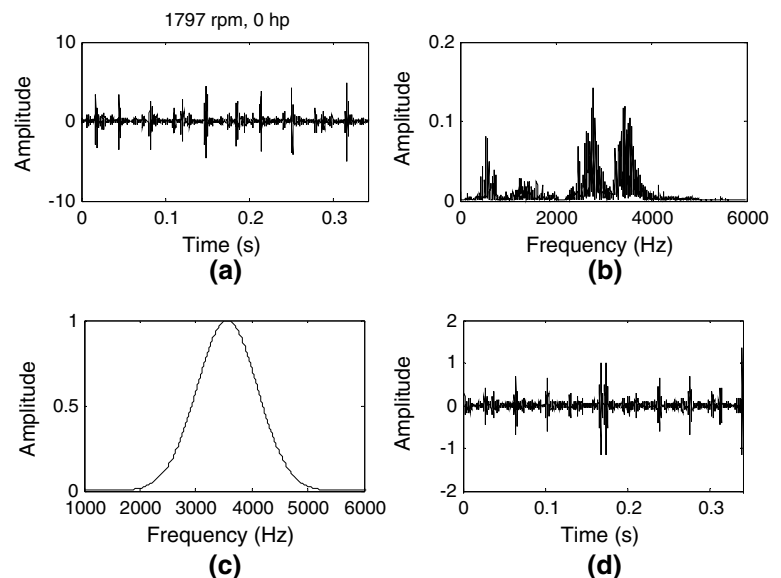 1797 rpm, 0 hp
10
0
-10
Amplitude
0 0.1 0.2 0.3
Time (s)
(a)
0.2
0.1
0
Amplitude
0 2000 4000 6000
Frequency (Hz)
(b)
1
0.5
0
Amplitude
1000 2000 3000 4000 5000 6000
Frequency (Hz)
(c)
2
1
0
-1
-2
Amplitude
0 0.1 0.2 0.3
Time (s)
(d)